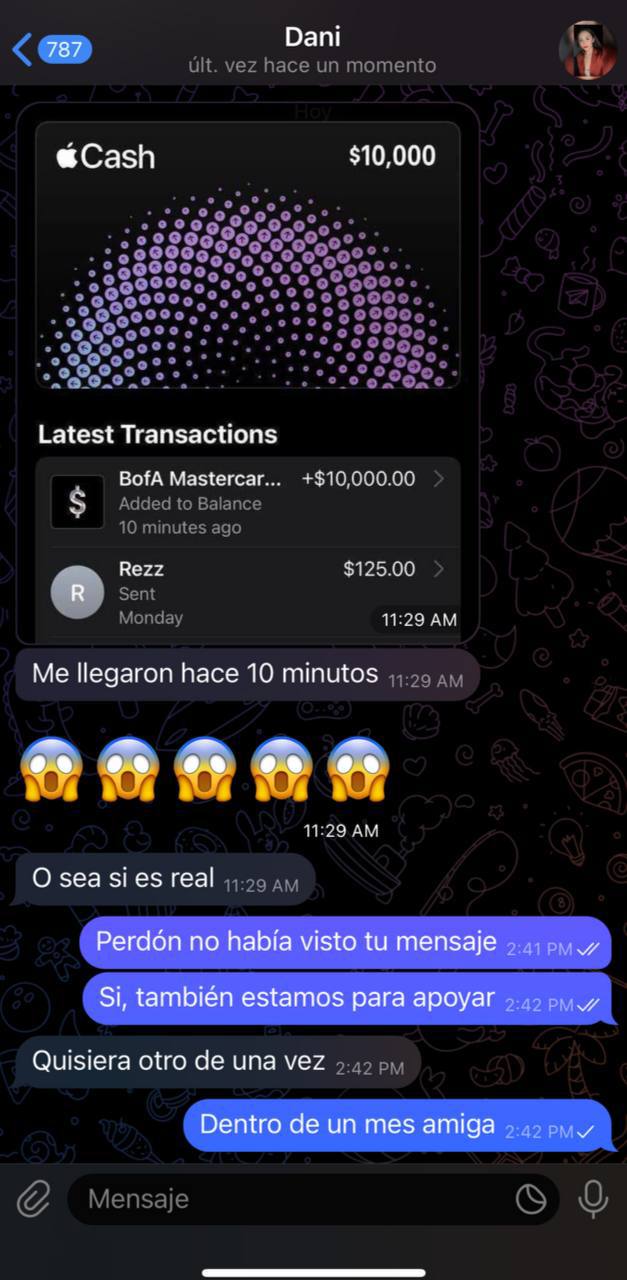 787
Dani
últ. vez hace un momento
Hoy
Cash
$10,000
Latest Transactions
BofA Mastercar... +$10,000.00
Added to Balance
10 minutes ago
Rezz $125.00
Sent
Monday
11:29 AM
Me llegaron hace 10 minutos 11:29 AM
😱😱😱😱😱
11:29 AM
O sea si es real 11:29 AM
Perdón no había visto tu mensaje 2:41 PM
Si, también estamos para apoyar 2:42 PM
Quisiera otro de una vez 2:42 PM
Dentro de un mes amiga 2:42 PM
Mensaje